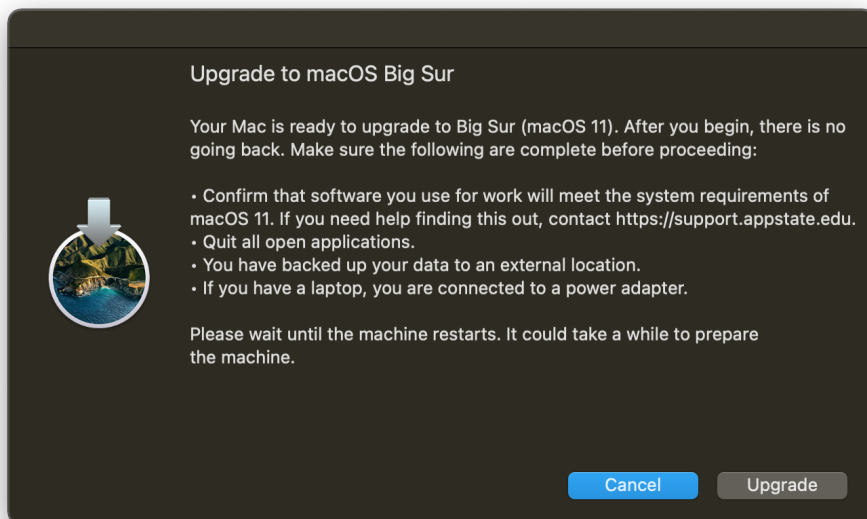 Upgrade to macOS Big Sur
Your Mac is ready to upgrade to Big Sur (macOS 11). After you begin, there is no
going back. Make sure the following are complete before proceeding:
• Confirm that software you use for work will meet the system requirements of
macOS 11. If you need help finding this out, contact https://support.appstate.edu.
• Quit all open applications.
• You have backed up your data to an external location.
• If you have a laptop, you are connected to a power adapter.
Please wait until the machine restarts. It could take a while to prepare
the machine.
Cancel Upgrade